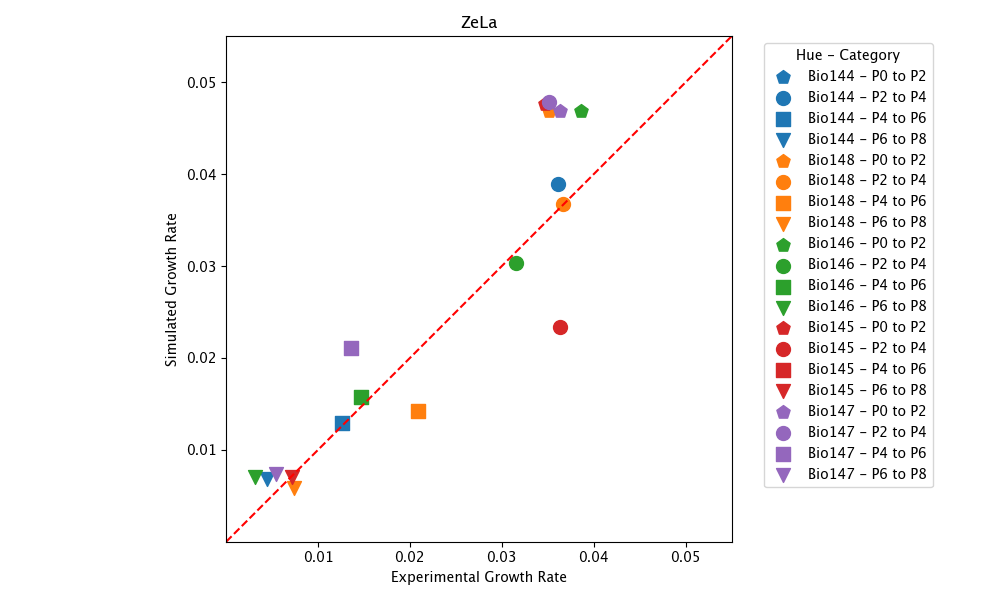 ZeLa
0.05
0.04
0.03
0.02
0.01
Simulated Growth Rate
0.01
0.02
0.03
0.04
0.05
Experimental Growth Rate
Hue - Category
Bio144 - P0 to P2
Bio144 - P2 to P4
Bio144 - P4 to P6
Bio144 - P6 to P8
Bio148 - P0 to P2
Bio148 - P2 to P4
Bio148 - P4 to P6
Bio148 - P6 to P8
Bio146 - P0 to P2
Bio146 - P2 to P4
Bio146 - P4 to P6
Bio146 - P6 to P8
Bio145 - P0 to P2
Bio145 - P2 to P4
Bio145 - P4 to P6
Bio145 - P6 to P8
Bio147 - P0 to P2
Bio147 - P2 to P4
Bio147 - P4 to P6
Bio147 - P6 to P8